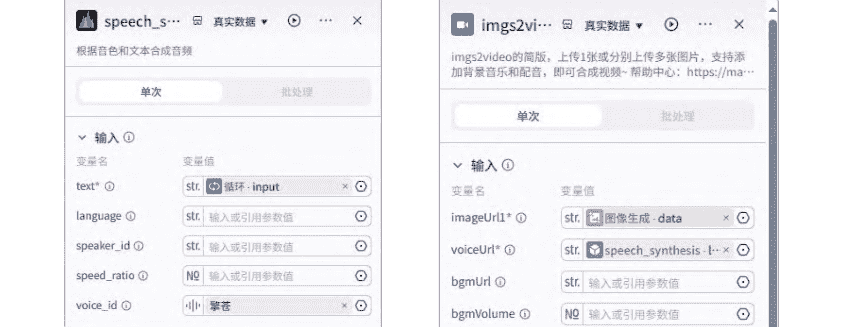 speech_s...
真实数据
根据音色和文本合成音频
单次
批处理
输入
变量名
变量值
text*
str.
循环 · input
language
str.
输入或引用参数值
speaker_id
str.
输入或引用参数值
speed_ratio
№
输入或引用参数值
voice_id
擎苍
imgs2vi...
真实数据
imgs2video的简版，上传1张或分别上传多张图片，支持添
加背景音乐和配音，即可合成视频~ 帮助中心：https://ma...
单次
批处理
输入
变量名
变量值
imageUrl1*
str.
图像生成 · data
voiceUrl*
str.
speech_synthesis · l...
bgmUrl
str.
输入或引用参数值
bgmVolume
№
输入或引用参数值